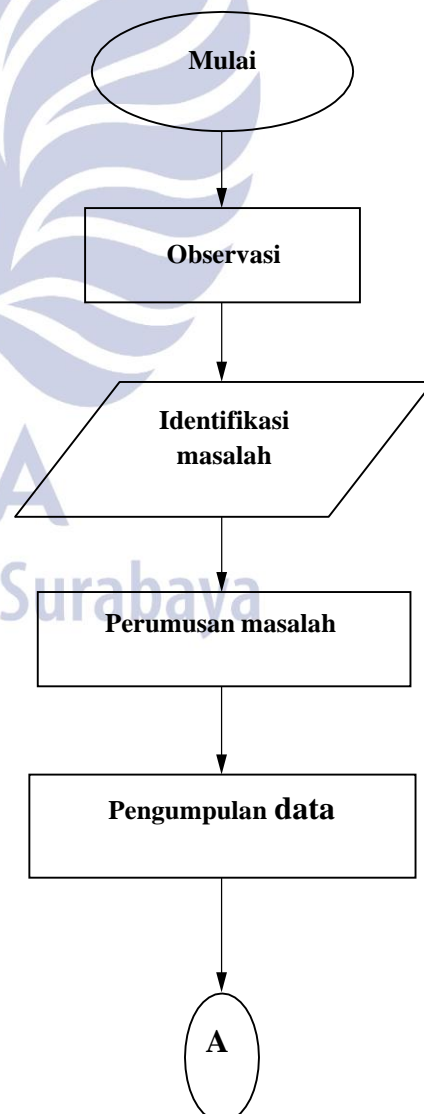 Mulai
Observasi
Identifikasi
masalah
A
Surabaya
Perumusan masalah
Pengumpulan data
A